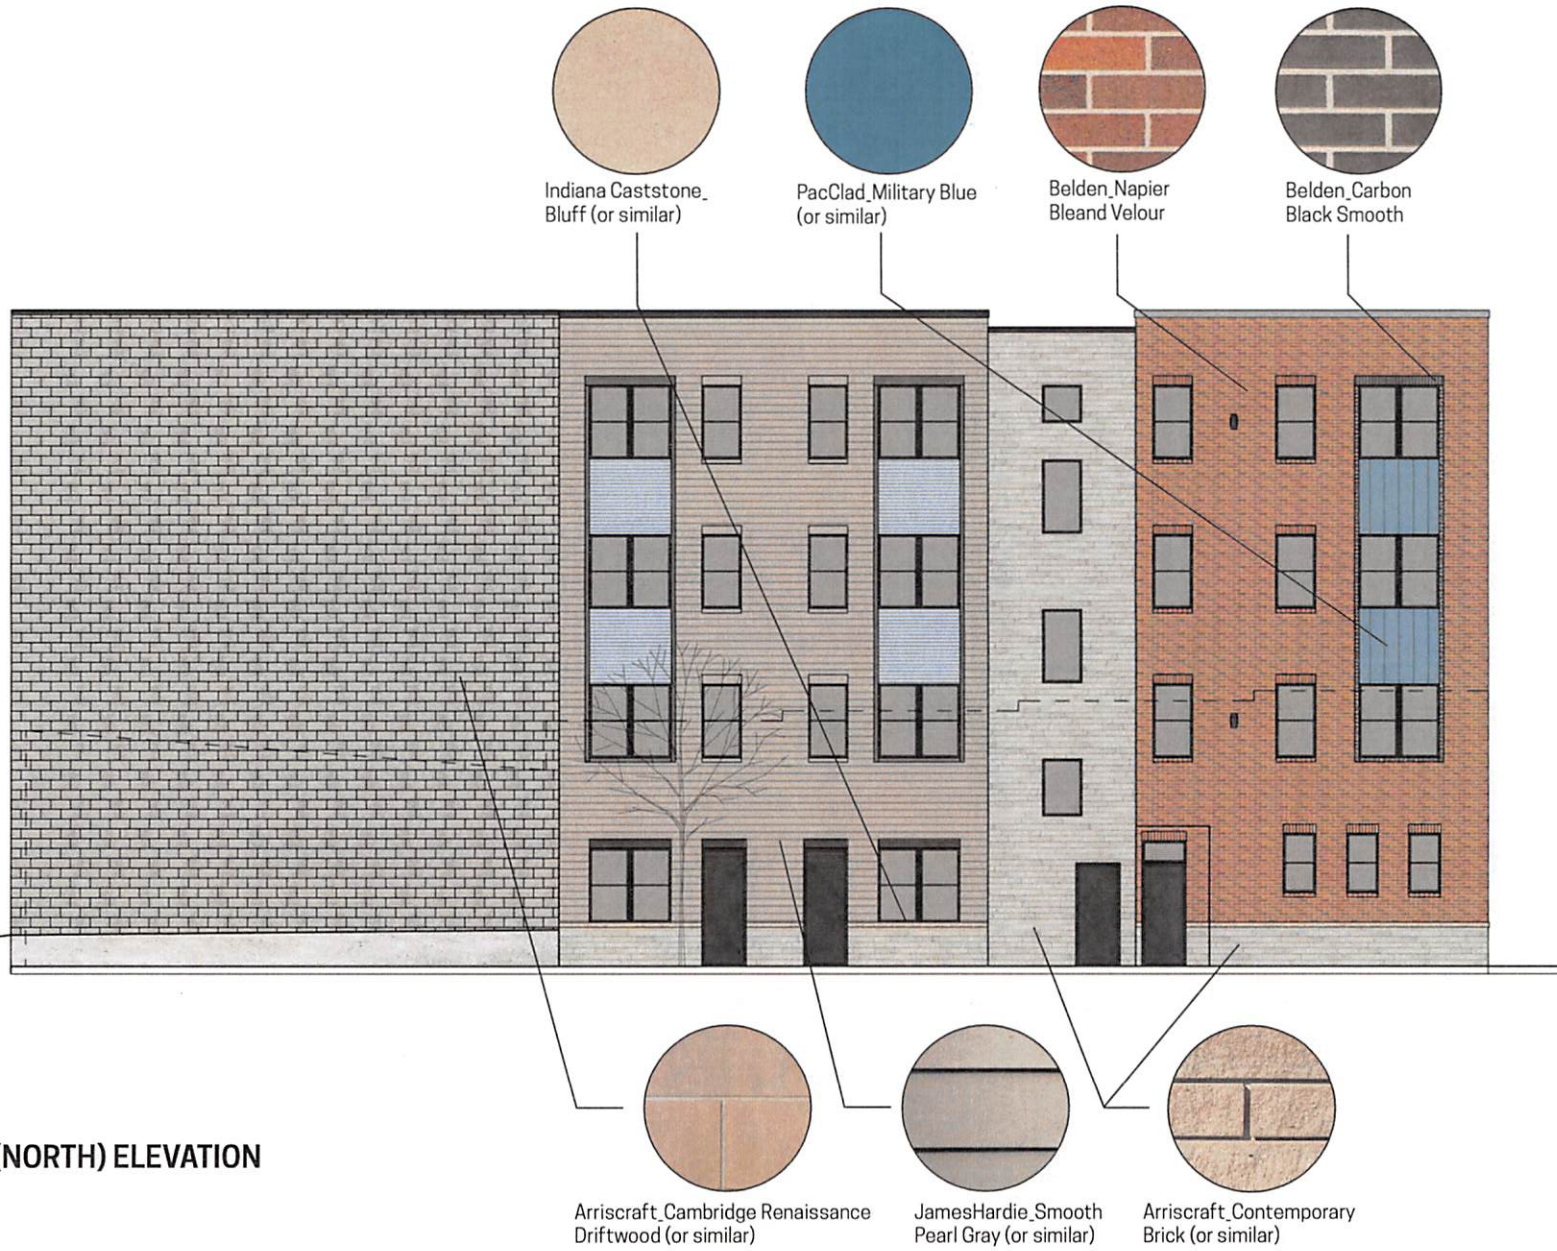 Indiana Caststone_
Bluff (or similar)
PacClad_Military Blue
(or similar)
Belden_Napier
Bleand Velour
Belden_Carbon
Black Smooth
(NORTH) ELEVATION
Arriscraft_Cambridge Renaissance
Driftwood (or similar)
JamesHardie_Smooth
Pearl Gray (or similar)
Arriscraft_Contemporary
Brick (or similar)